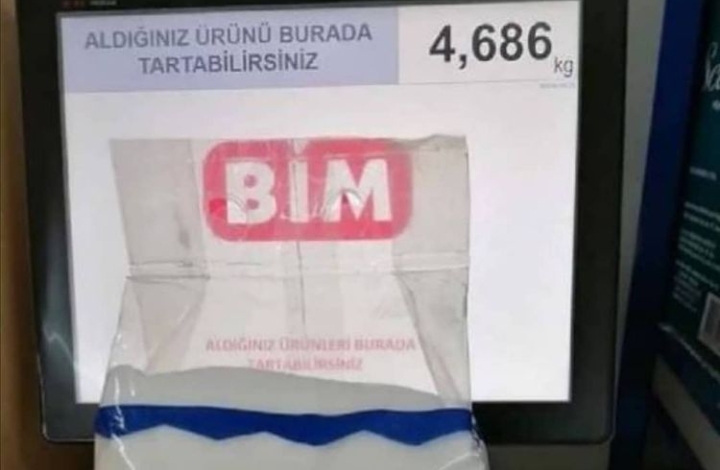 ALDIĞINIZ ÜRÜNÜ BURADA
TARTABİLİRSİNİZ
4,686 kg
BİM
ALDIĞINIZ ÜRÜNLERİ BURADA
TARTABİLİRSİNİZ